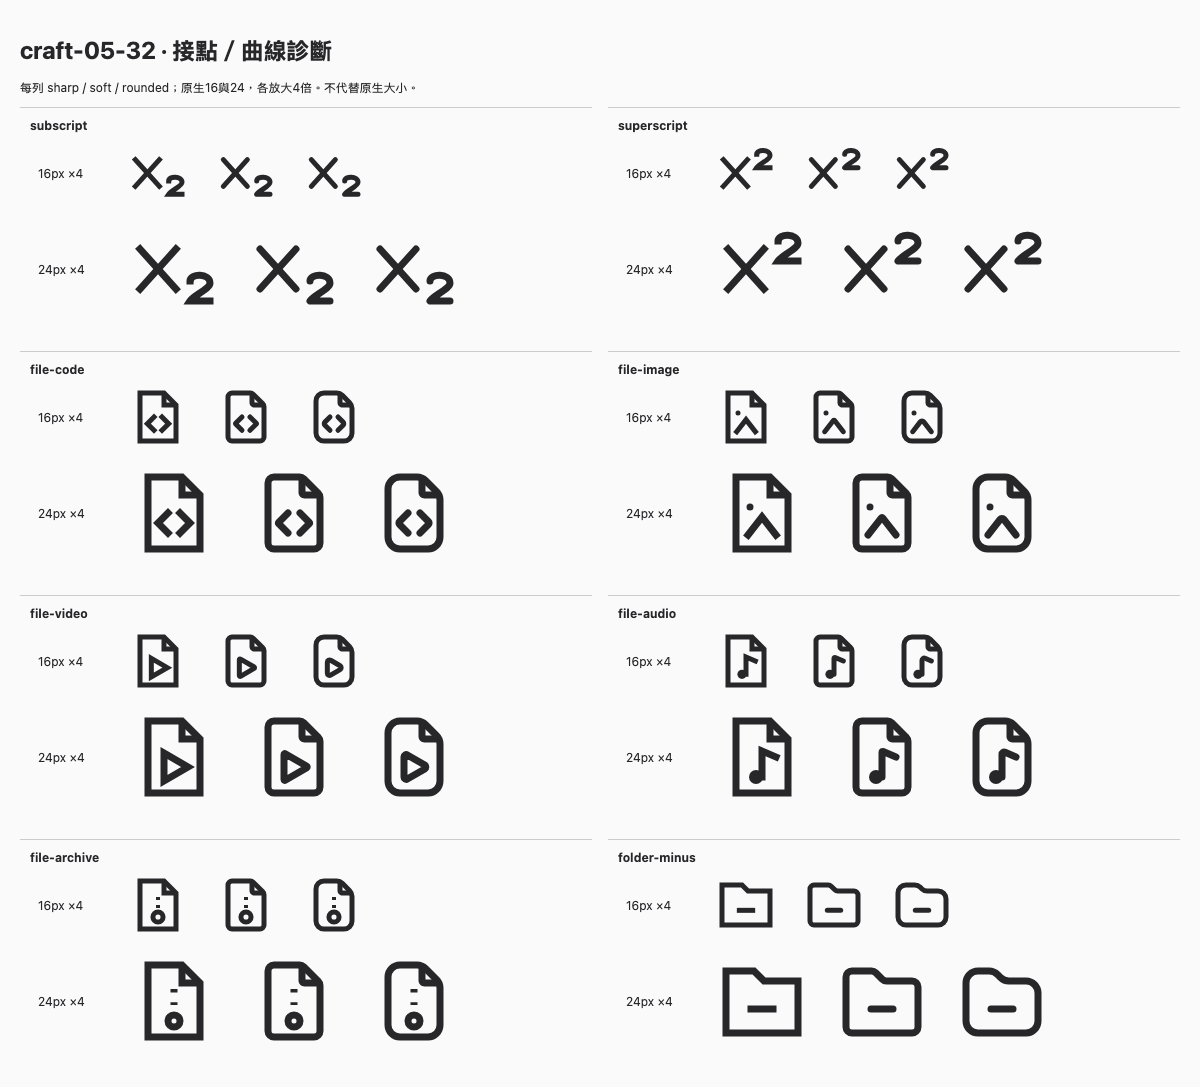 craft-05-32 · 接點 / 曲線診斷
每列 sharp / soft / rounded；原生16與24，各放大4倍。不代替原生大小。
subscript
16px ×4
24px ×4
superscript
16px ×4
24px ×4
file-code
16px ×4
24px ×4
file-image
16px ×4
24px ×4
file-video
16px ×4
24px ×4
file-audio
16px ×4
24px ×4
file-archive
16px ×4
24px ×4
folder-minus
16px ×4
24px ×4